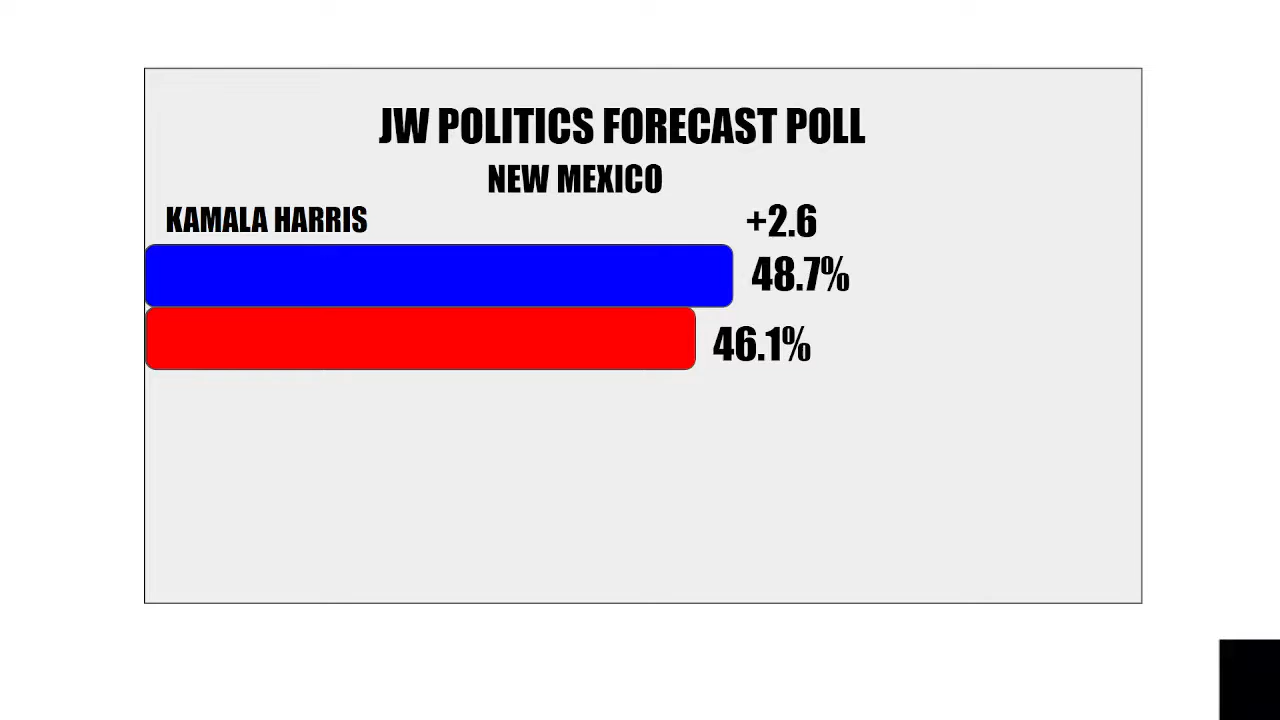 JW POLITICS FORECAST POLL
NEW MEXICO
KAMALA HARRIS +2.6
48.7%
46.1%